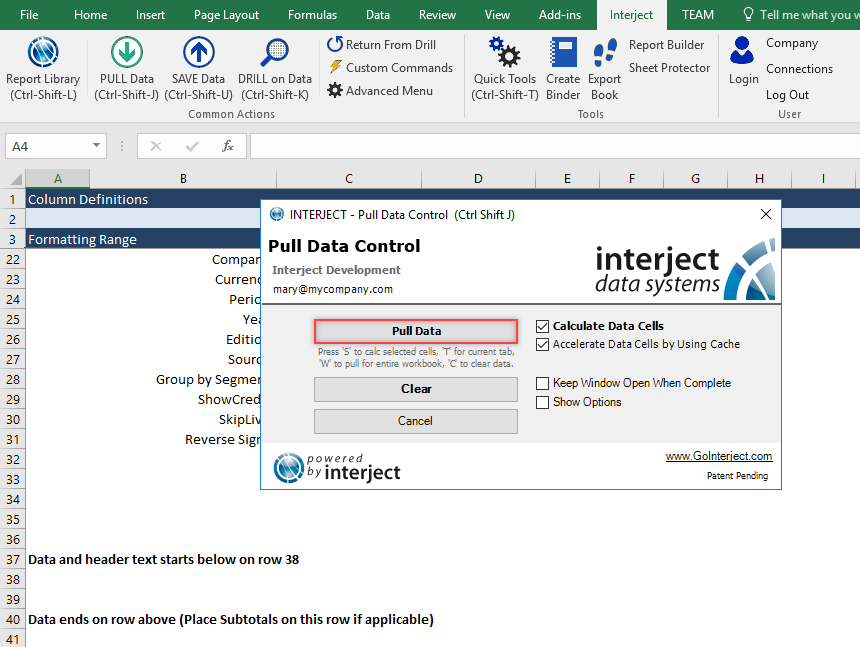 File Home Insert Page Layout Formulas Data Review View Add-ins Interject TEAM Tell me what you w
Report Library
(Ctrl-Shift-L)
PULL Data
(Ctrl-Shift-J)
SAVE Data
(Ctrl-Shift-U)
DRILL on Data
(Ctrl-Shift-K)
Return From Drill
Custom Commands
Advanced Menu
Common Actions
Quick Tools
(Ctrl-Shift-T)
Create
Binder
Export
Book
Report Builder
Sheet Protector
Tools
Login
Company
Connections
Log Out
User
A4
fx
A B C D E F G H I
1 Column Definitions
2
3 Formatting Range
22 Compan
23 Currenc
24 Perio
25 Yea
26 Editio
27 Sourc
28 Group by Segmen
29 ShowCred
30 SkipLiv
31 Reverse Sign
32
33
34
35
36
37 Data and header text starts below on row 38
38
39
40 Data ends on row above (Place Subtotals on this row if applicable)
41
INTERJECT - Pull Data Control (Ctrl Shift J)
Pull Data Control
Interject Development
mary@mycompany.com
interject
data systems
Pull Data
Press 'S' to calc selected cells, 'T' for current tab,
'W' to pull for entire workbook, 'C' to clear data.
Clear
Cancel
Calculate Data Cells
Accelerate Data Cells by Using Cache
Keep Window Open When Complete
Show Options
powered
by interject
www.GoInterject.com
Patent Pending